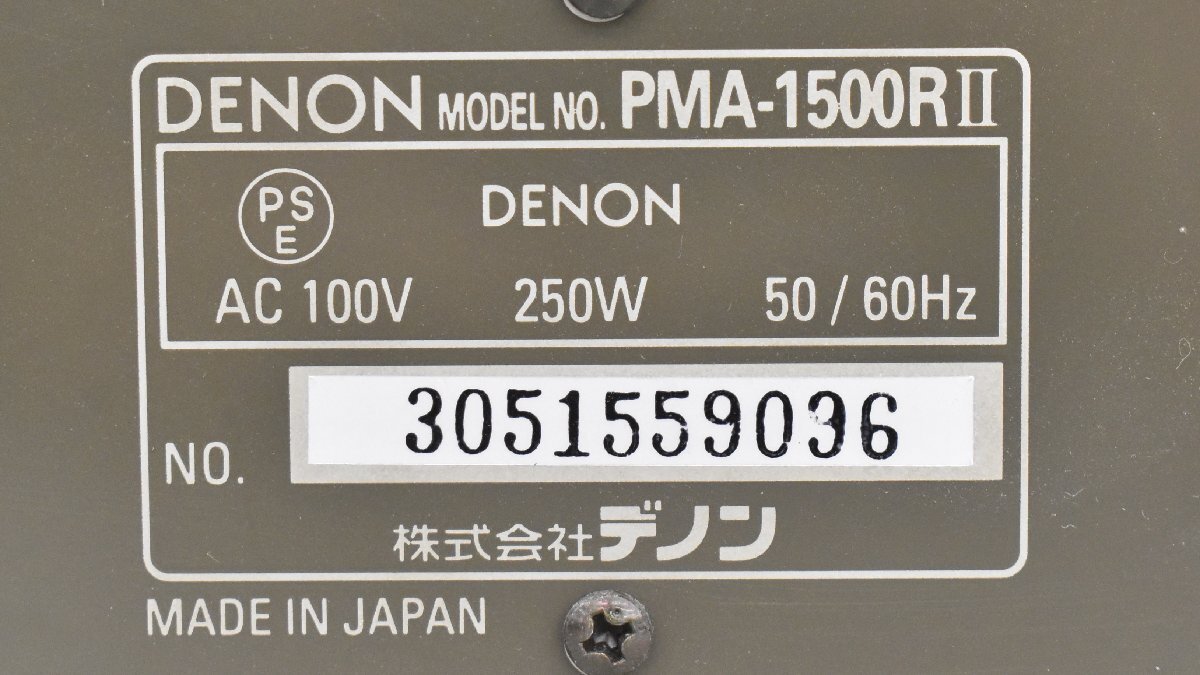 DENON MODEL NO. PMA-1500RII
PSE DENON
AC 100V 250W 50 / 60Hz
NO. 3051559036
株式会社デノン
MADE IN JAPAN